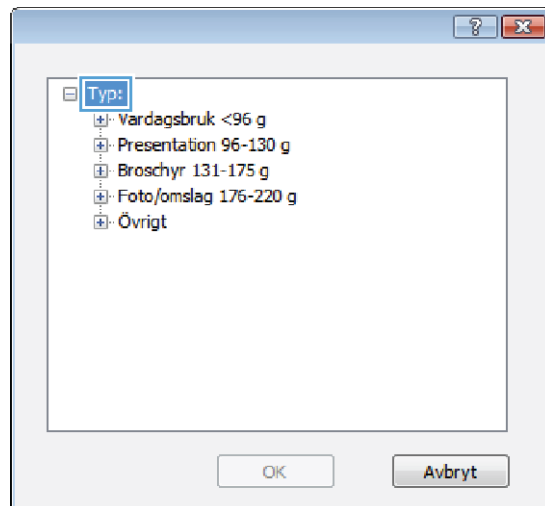 Typ:
Vardagsbruk <96 g
Presentation 96-130 g
Broschyr 131-175 g
Foto/omslag 176-220 g
Övrigt
OK Avbryt